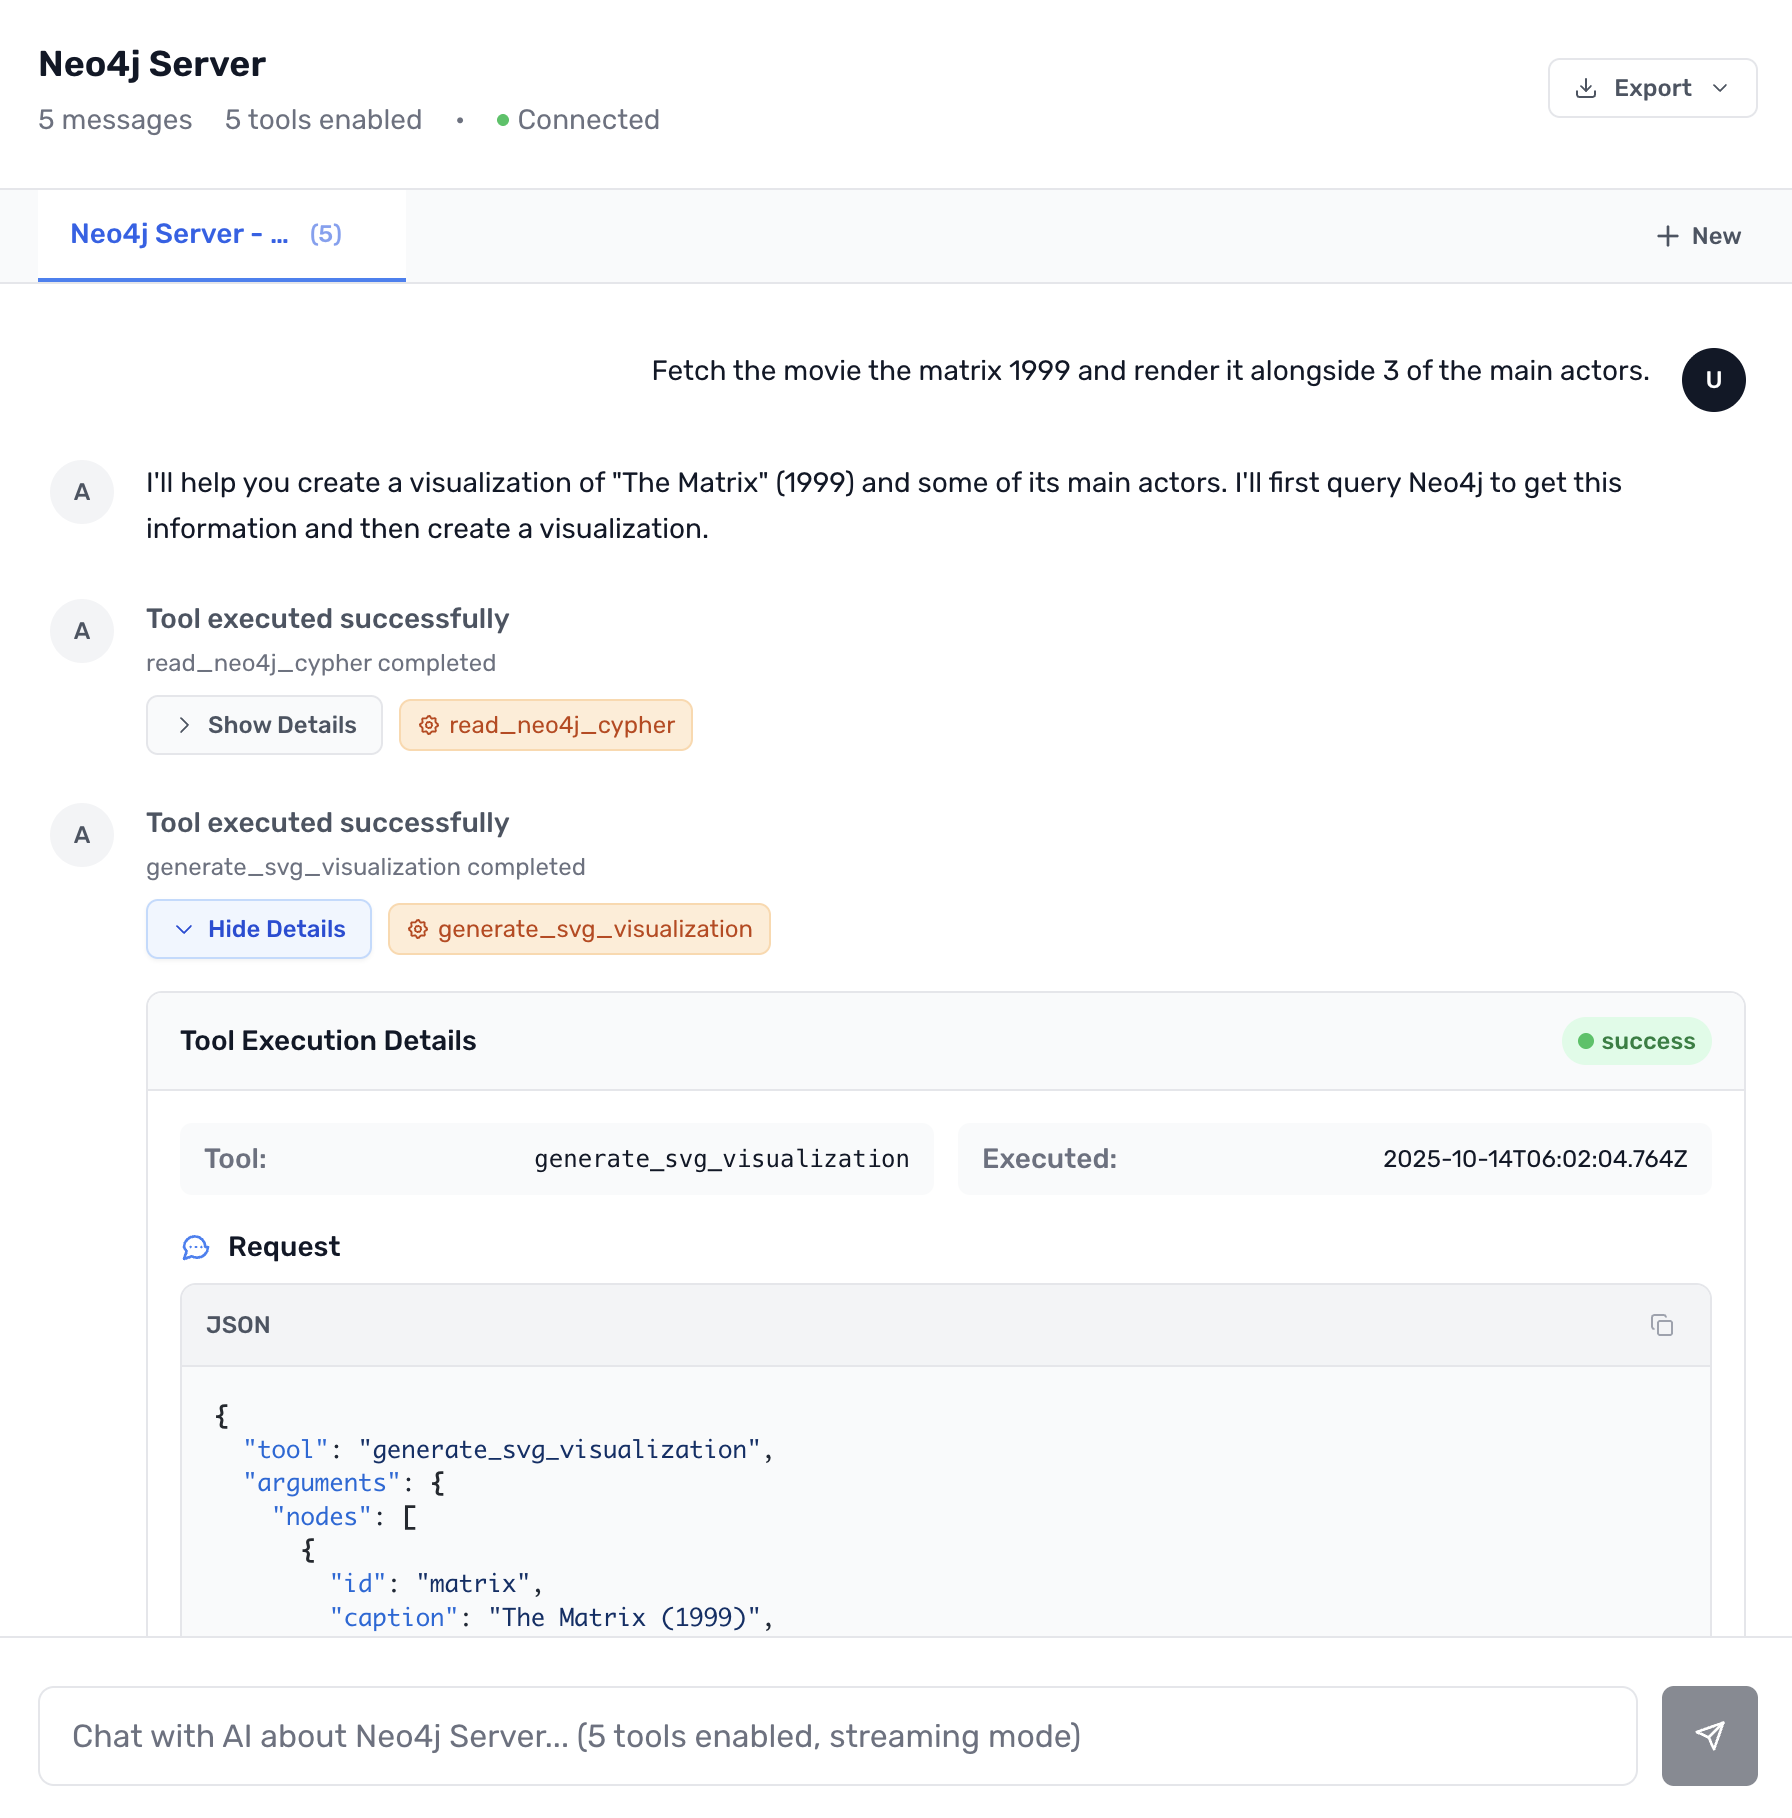 Neo4j Server
5 messages 5 tools enabled • Connected
Export
Neo4j Server - ... (5)
New
Fetch the movie the matrix 1999 and render it alongside 3 of the main actors.
U
A
I'll help you create a visualization of "The Matrix" (1999) and some of its main actors. I'll first query Neo4j to get this
information and then create a visualization.
A
Tool executed successfully
read_neo4j_cypher completed
Show Details read_neo4j_cypher
A
Tool executed successfully
generate_svg_visualization completed
Hide Details generate_svg_visualization
Tool Execution Details success
Tool: generate_svg_visualization Executed: 2025-10-14T06:02:04.764Z
Request
JSON
{
"tool": "generate_svg_visualization",
"arguments": {
"nodes": [
{
"id": "matrix",
"caption": "The Matrix (1999)",
Chat with AI about Neo4j Server... (5 tools enabled, streaming mode)